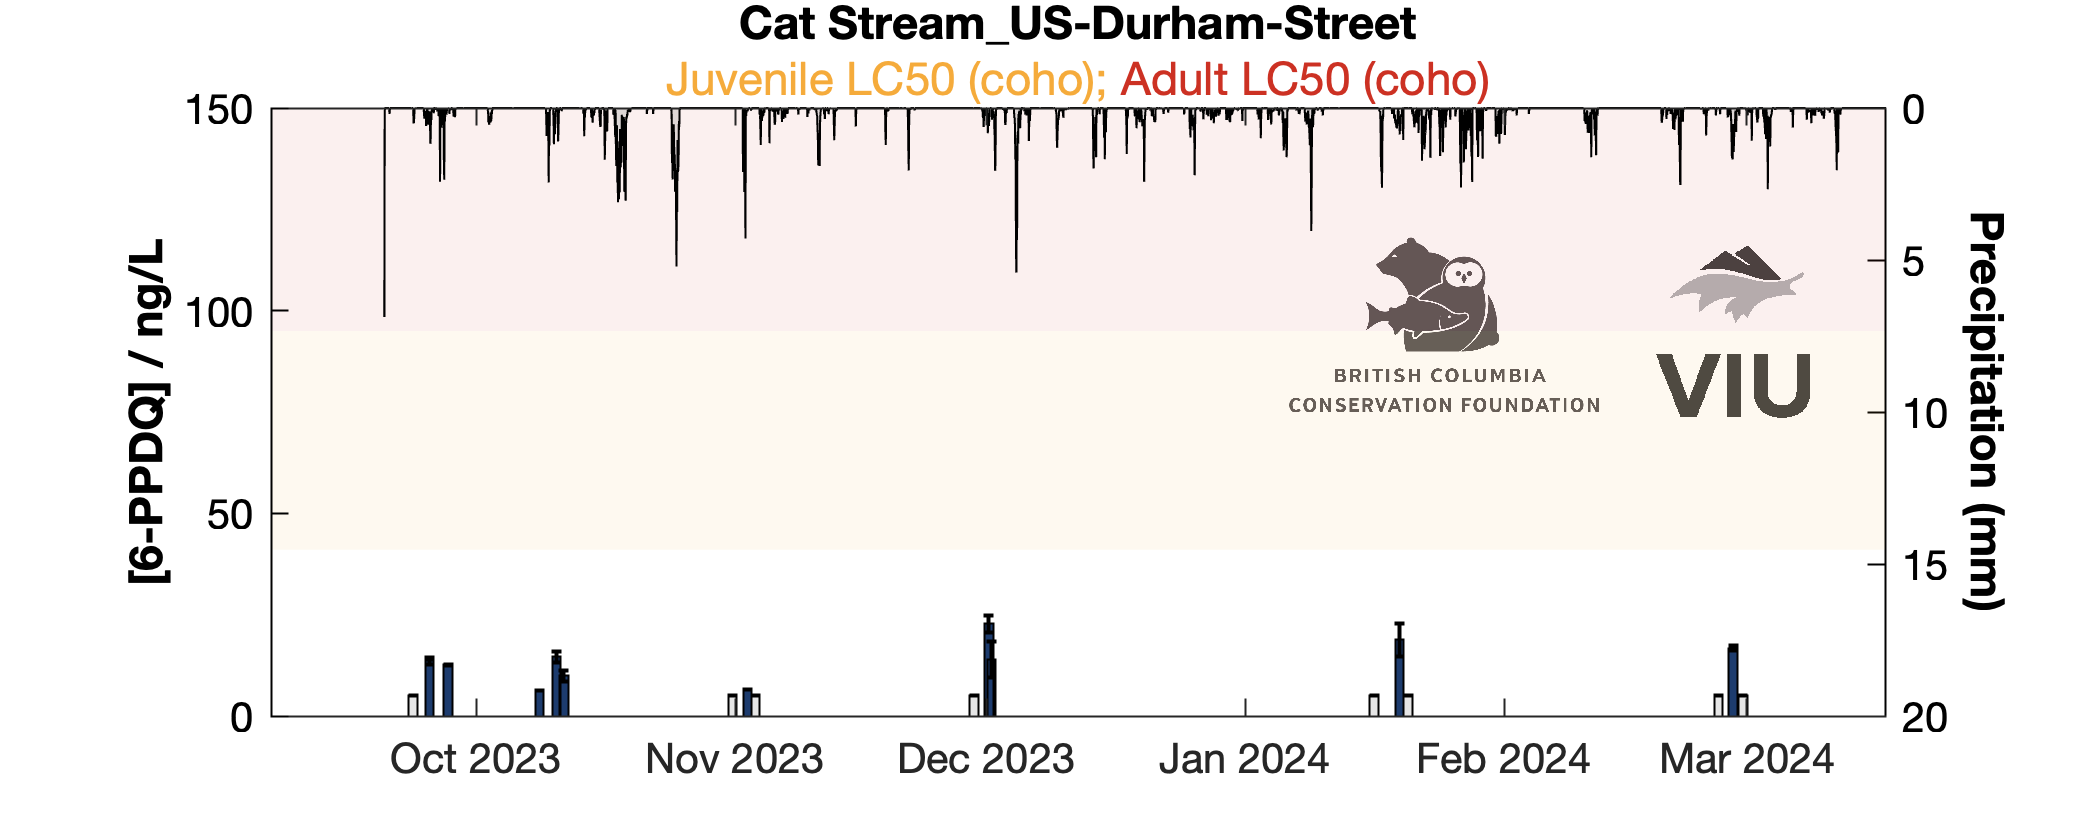 Cat Stream_US-Durham-Street
Juvenile LC50 (coho); Adult LC50 (coho)
150
100
50
0
[6-PPDQ] / ng/L
0
5
10
15
20
Precipitation (mm)
BRITISH COLUMBIA
CONSERVATION FOUNDATION
VIU
Oct 2023
Nov 2023
Dec 2023
Jan 2024
Feb 2024
Mar 2024